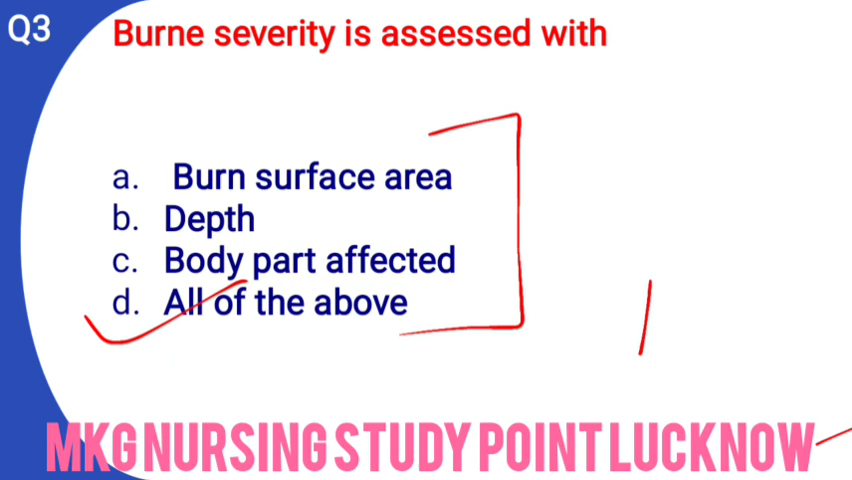 Q3
Burne severity is assessed with
a. Burn surface area
b. Depth
c. Body part affected
d. All of the above
MKG NURSING STUDY POINT LUCKNOW